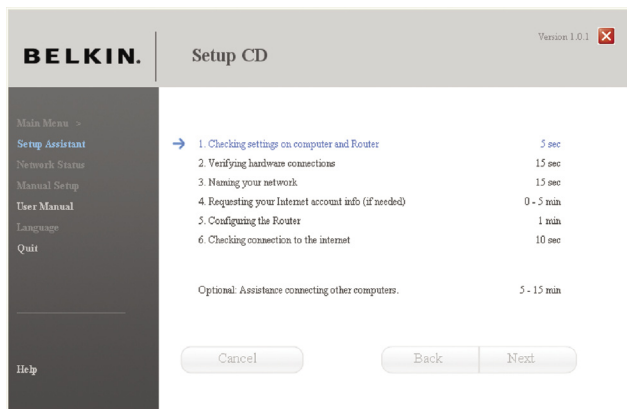 BELKIN.
Setup CD
Version 1.0.1
Main Menu >
Setup Assistant
Network Status
Manual Setup
User Manual
Language
Quit
Help
1. Checking settings on computer and Router 5 sec
2. Verifying hardware connections 15 sec
3. Naming your network 15 sec
4. Requesting your Internet account info (if needed) 0 - 5 min
5. Configuring the Router 1 min
6. Checking connection to the internet 10 sec
Optional: Assistance connecting other computers. 5 - 15 min
Cancel Back Next